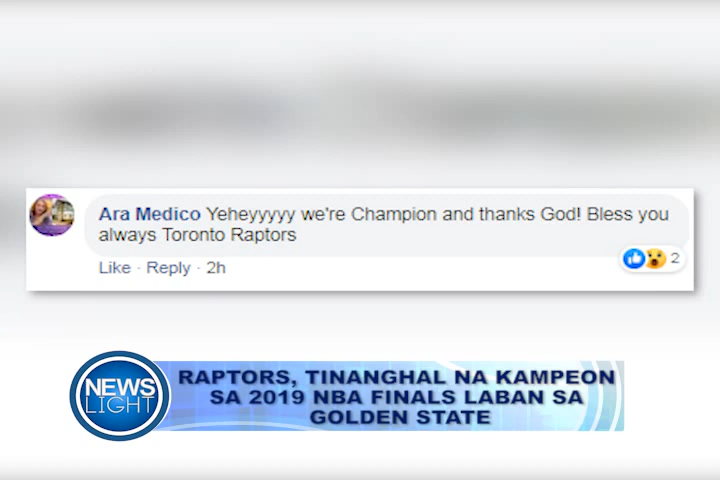 Ara Medico Yeheyyyyy we're Champion and thanks God! Bless you
always Toronto Raptors
Like · Reply · 2h
2
NEWS
LIGHT
RAPTORS, TINANGHAL NA KAMPEON
SA 2019 NBA FINALS LABAN SA
GOLDEN STATE